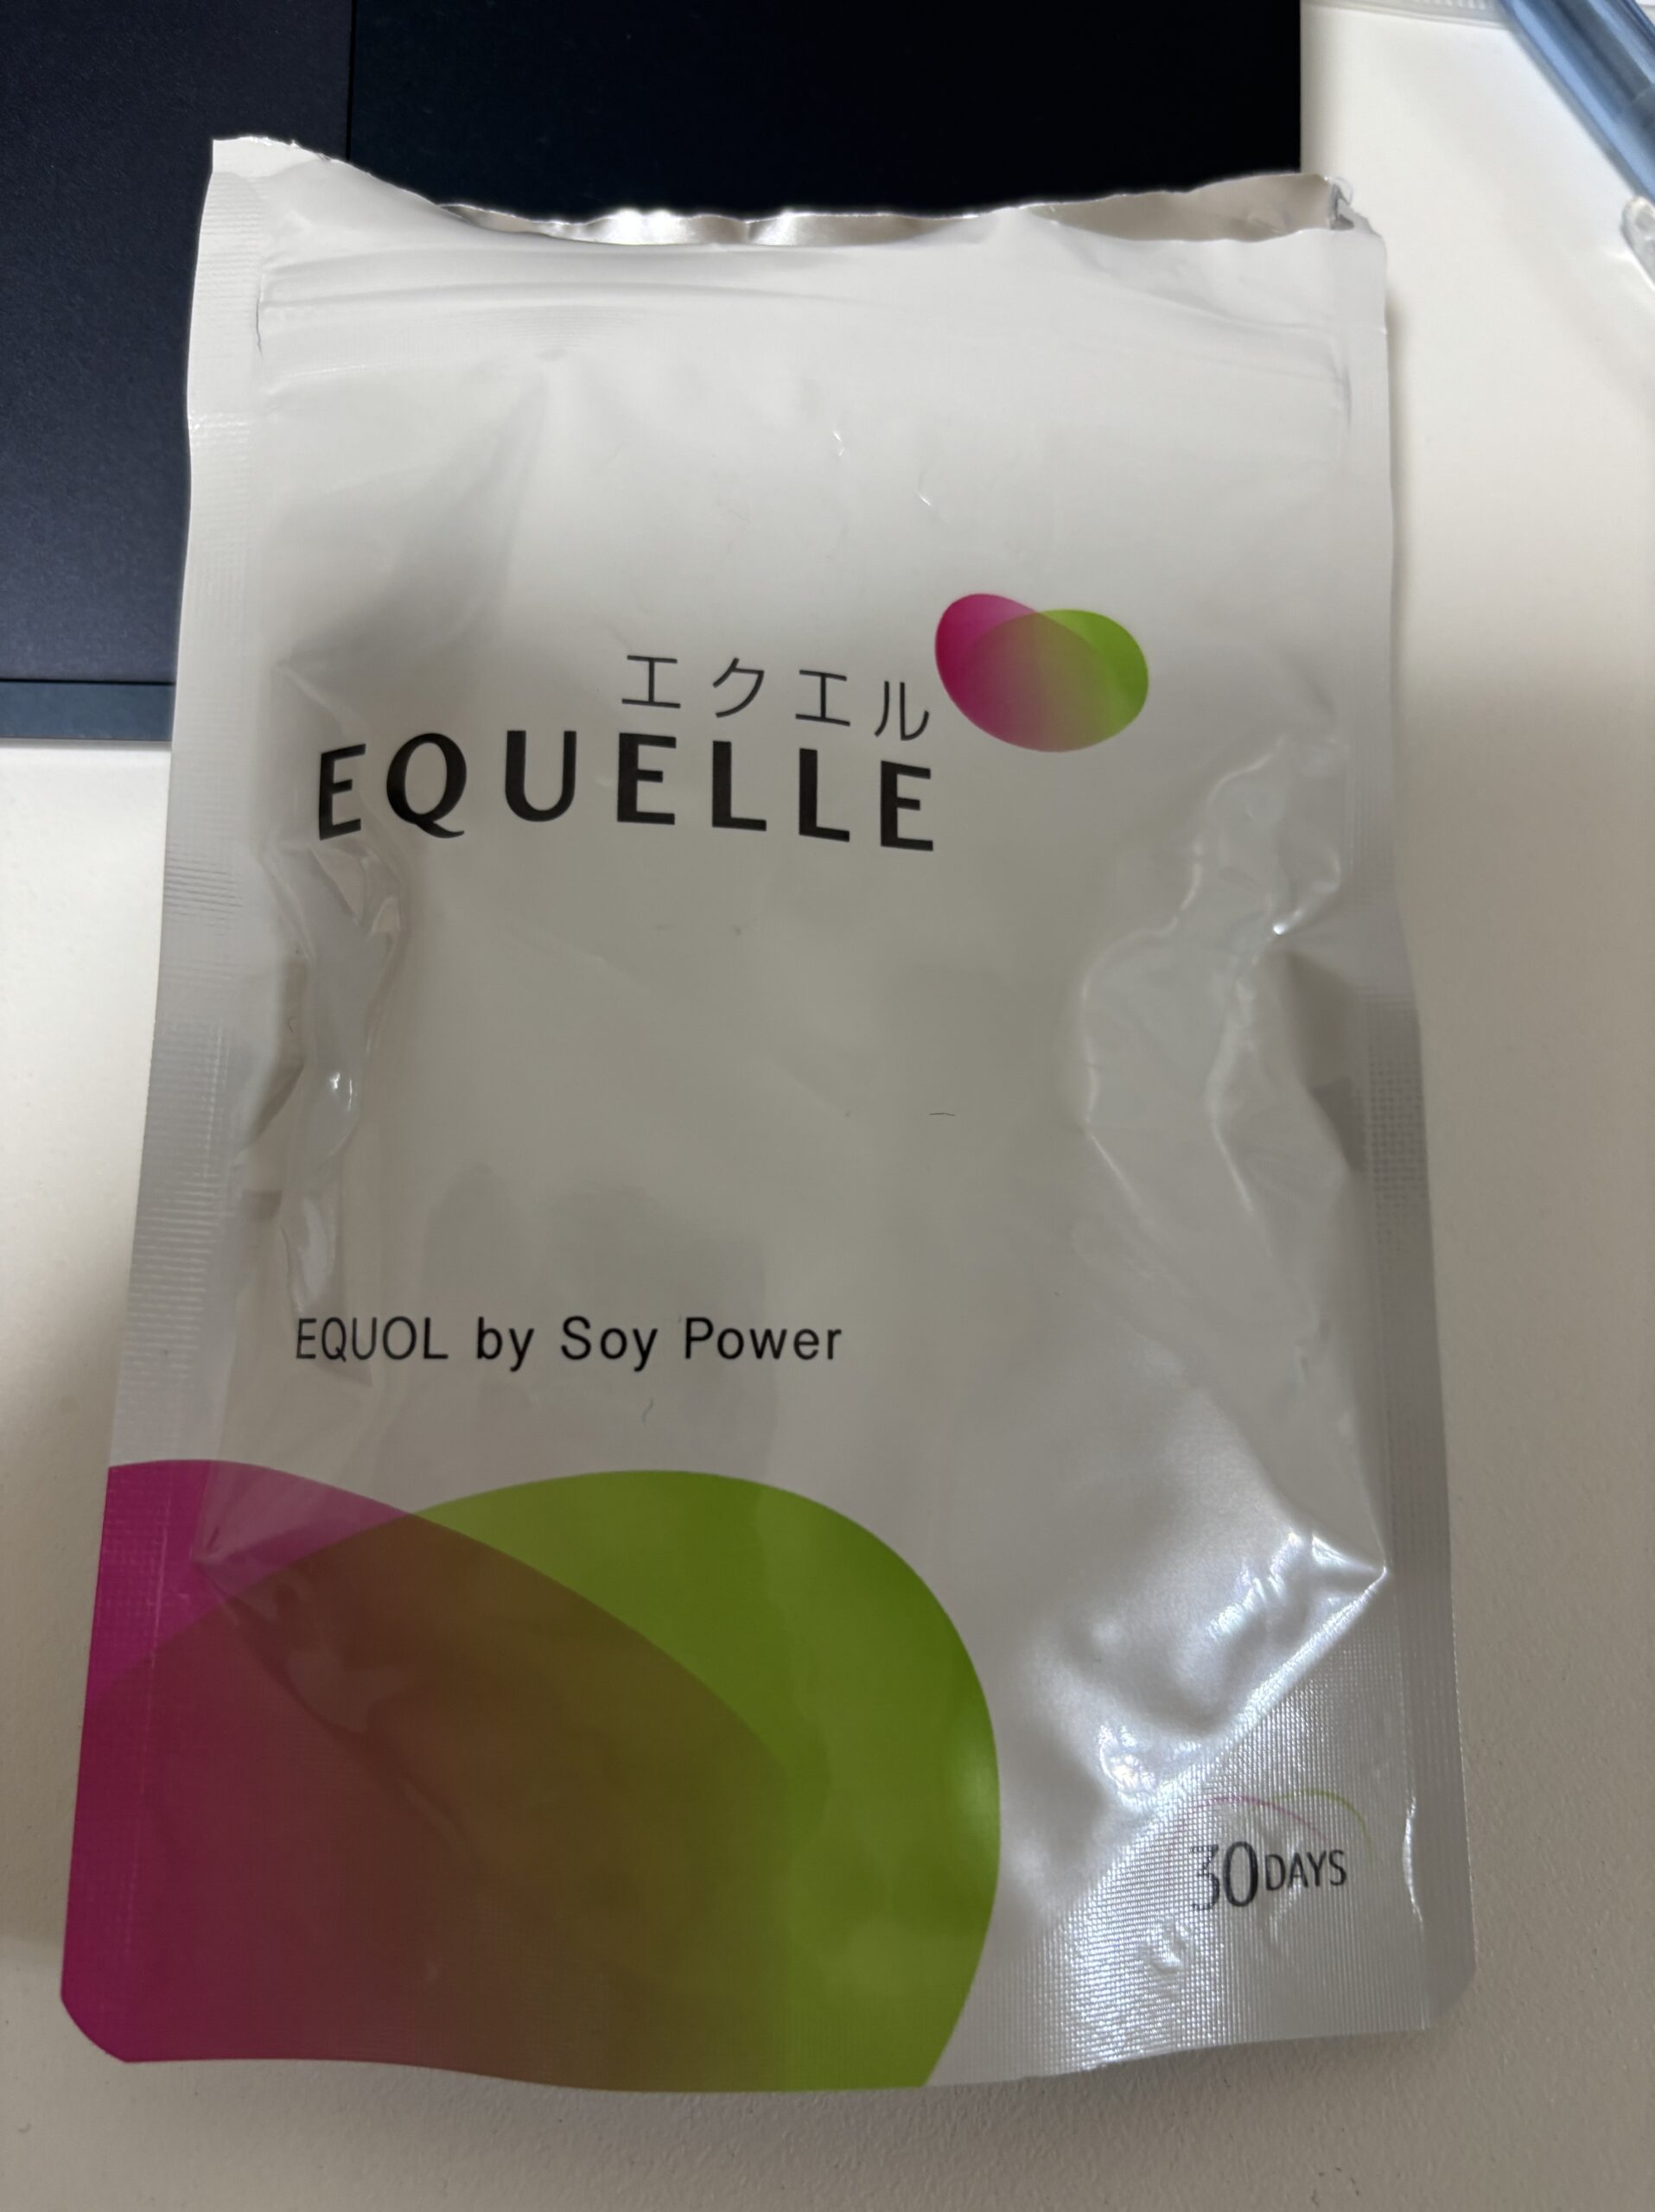 エクエル
EQUELLE
EQUOL by Soy Power
30DAYS